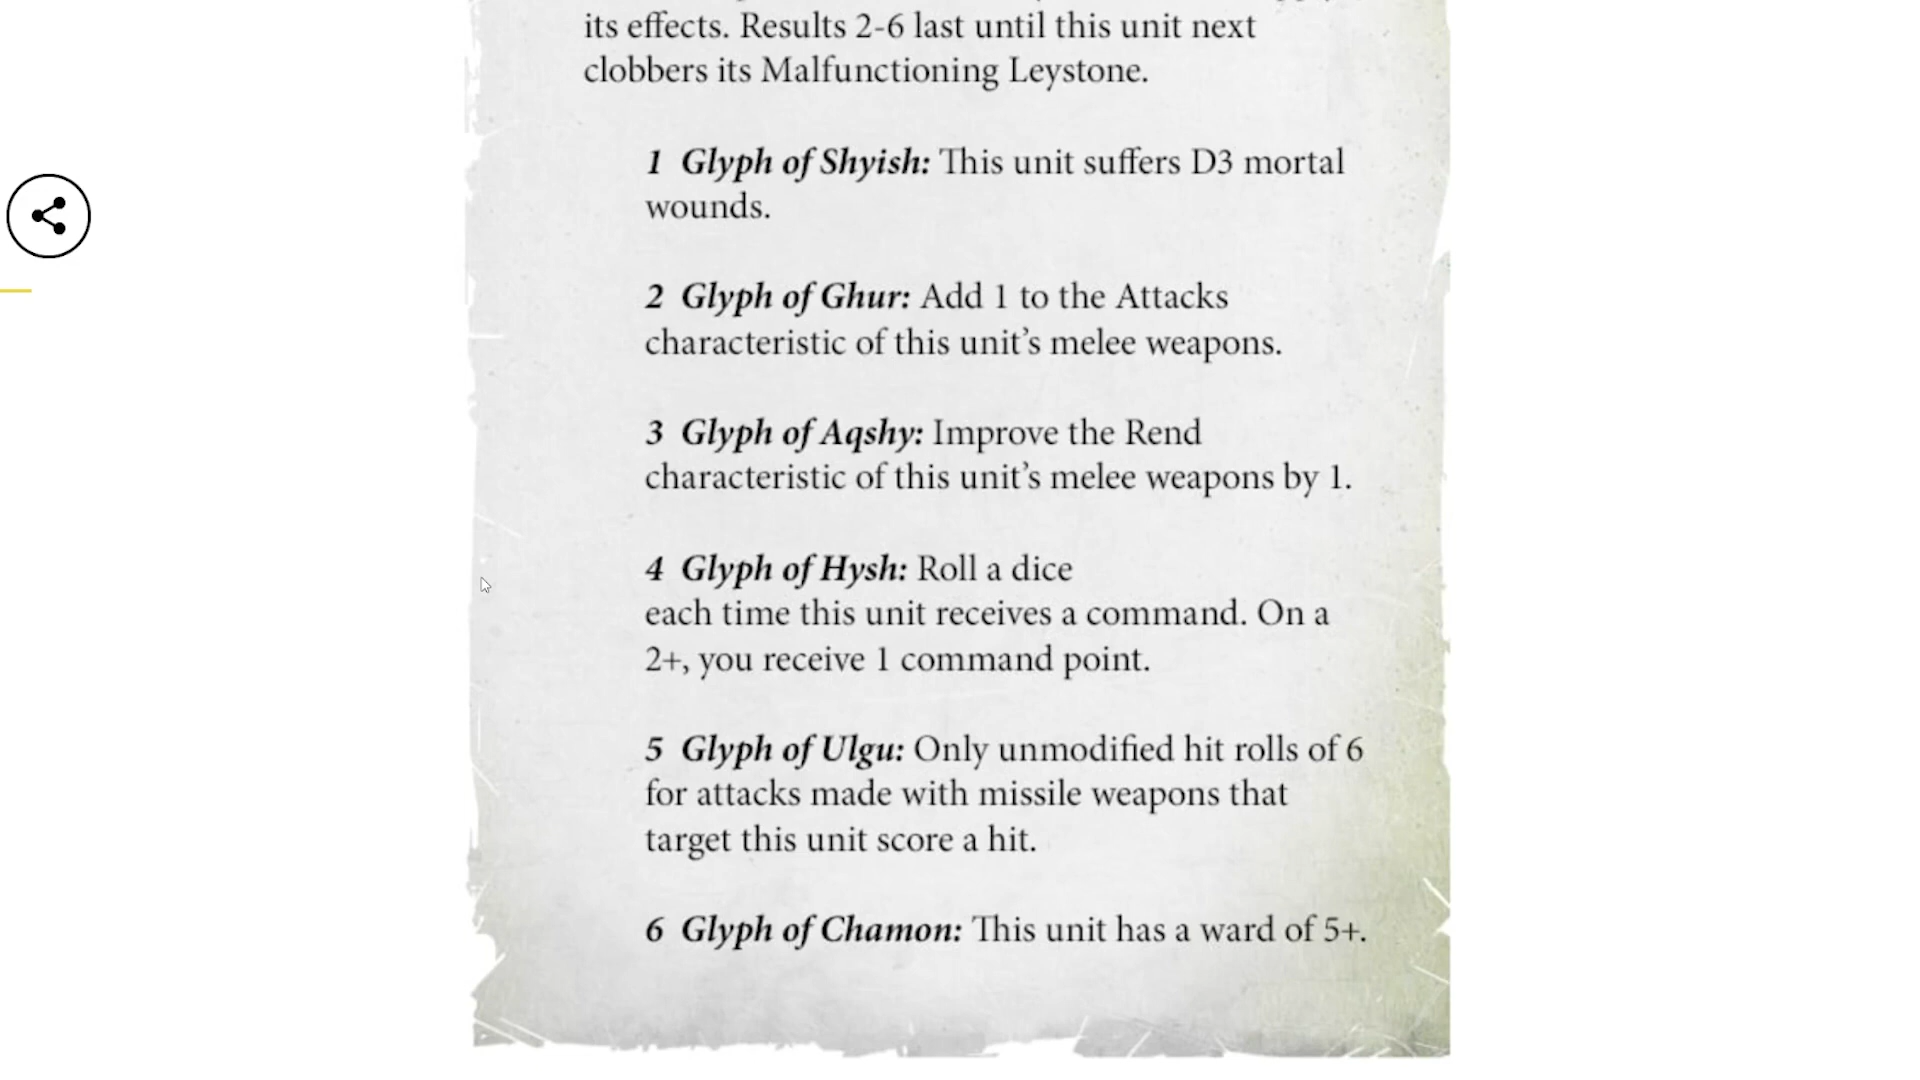 its effects. Results 2-6 last until this unit next
clobbers its Malfunctioning Leystone.
1 Glyph of Shyish: This unit suffers D3 mortal
wounds.
2 Glyph of Ghur: Add 1 to the Attacks
characteristic of this unit’s melee weapons.
3 Glyph of Aqshy: Improve the Rend
characteristic of this unit’s melee weapons by 1.
4 Glyph of Hysh: Roll a dice
each time this unit receives a command. On a
2+, you receive 1 command point.
5 Glyph of Ulgu: Only unmodified hit rolls of 6
for attacks made with missile weapons that
target this unit score a hit.
6 Glyph of Chamon: This unit has a ward of 5+.